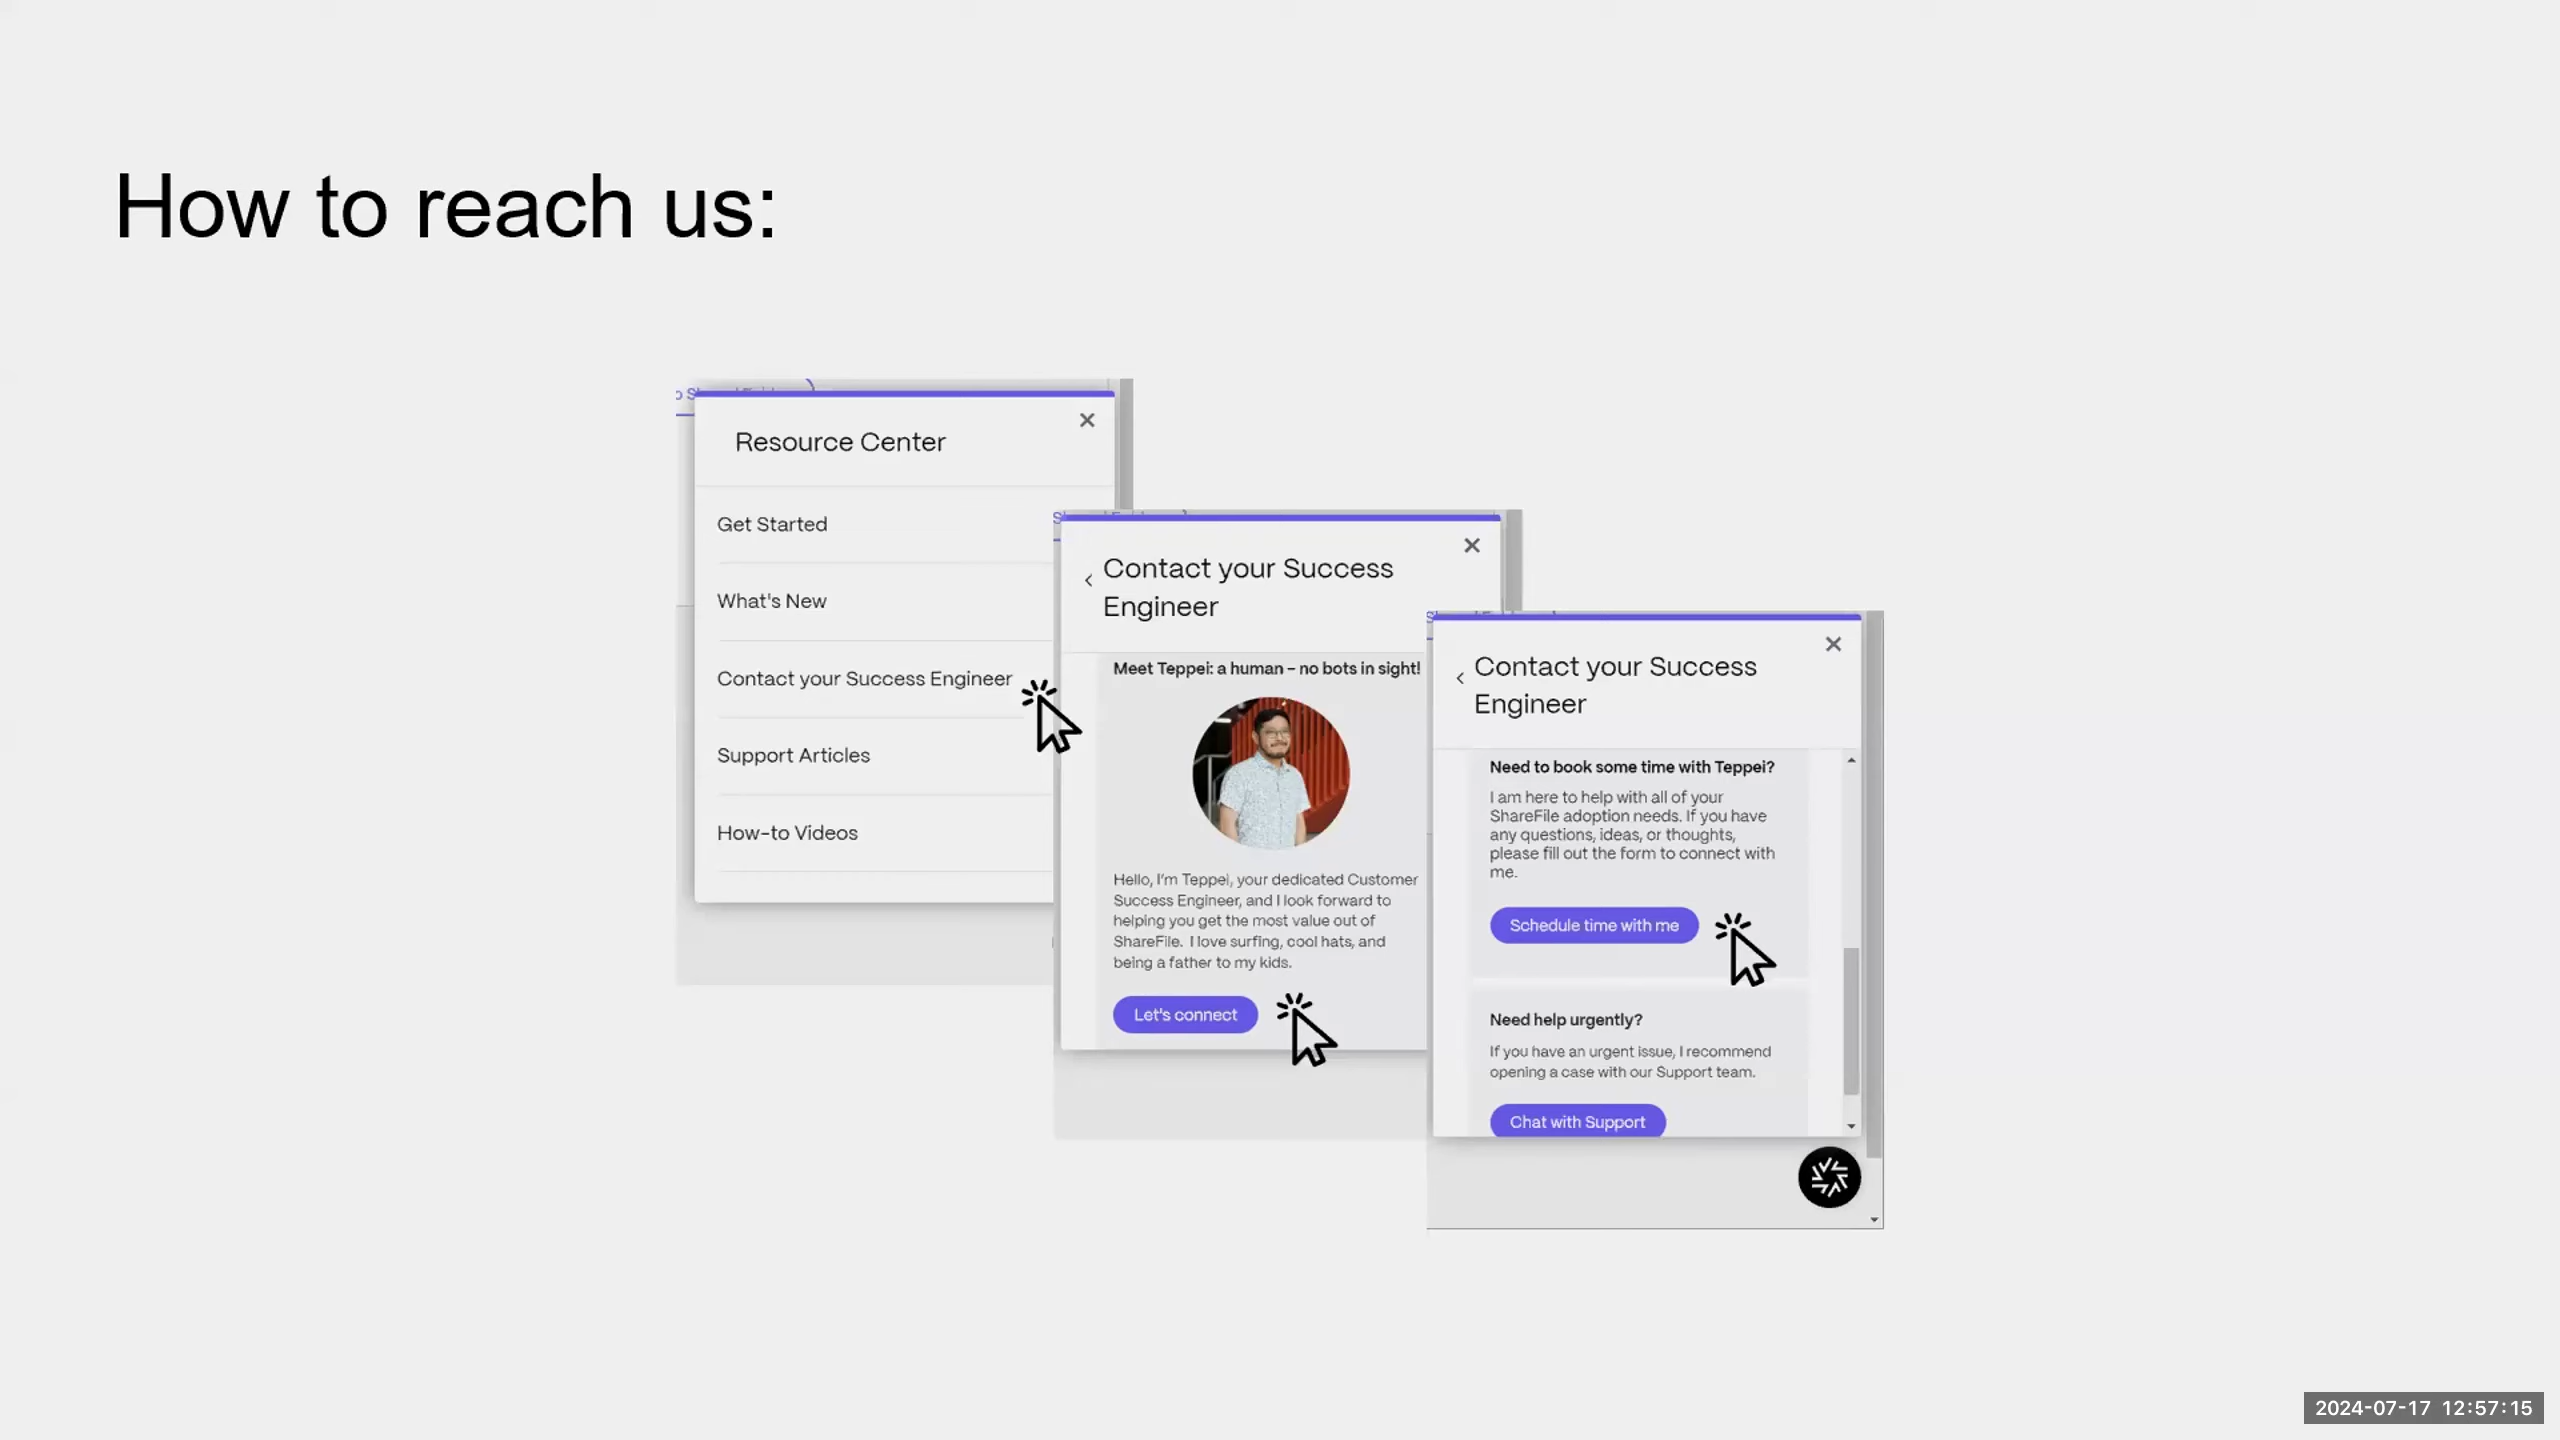 How to reach us:
Resource Center
Get Started
What's New
Contact your Success Engineer
Support Articles
How-to Videos
Contact your Success
Engineer
Meet Teppei: a human – no bots in sight!
Hello, I'm Teppei, your dedicated Customer
Success Engineer, and I look forward to
helping you get the most value out of
ShareFile. I love surfing, cool hats, and
being a father to my kids.
Let's connect
Contact your Success
Engineer
Need to book some time with Teppei?
I am here to help with all of your
ShareFile adoption needs. If you have
any questions, ideas, or thoughts,
please fill out the form to connect with
me.
Schedule time with me
Need help urgently?
If you have an urgent issue, I recommend
opening a case with our Support team.
Chat with Support
2024-07-17 12:57:15